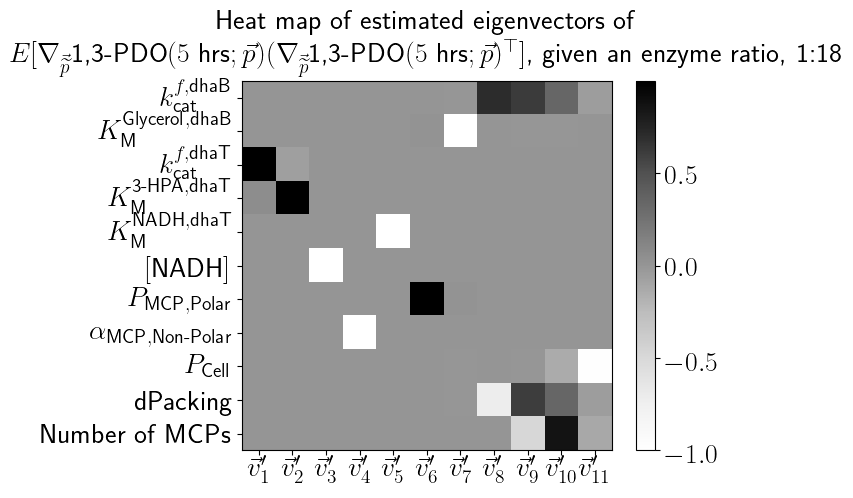 Heat map of estimated eigenvectors of
E[∇_p̃⃗ 1,3-PDO(5 hrs; p⃗)(∇_p̃⃗ 1,3-PDO(5 hrs; p⃗)^⊤], given an enzyme ratio, 1:18
k_cat^f,dhaB
K_M^Glycerol,dhaB
k_cat^f,dhaT
K_M^3-HPA,dhaT
K_M^NADH,dhaT
[NADH]
P_MCP,Polar
α_MCP,Non-Polar
P_Cell
dPacking
Number of MCPs
v⃗′_1 v⃗′_2 v⃗′_3 v⃗′_4 v⃗′_5 v⃗′_6 v⃗′_7 v⃗′_8 v⃗′_9 v⃗′_10 v⃗′_11
0.5
0.0
−0.5
−1.0